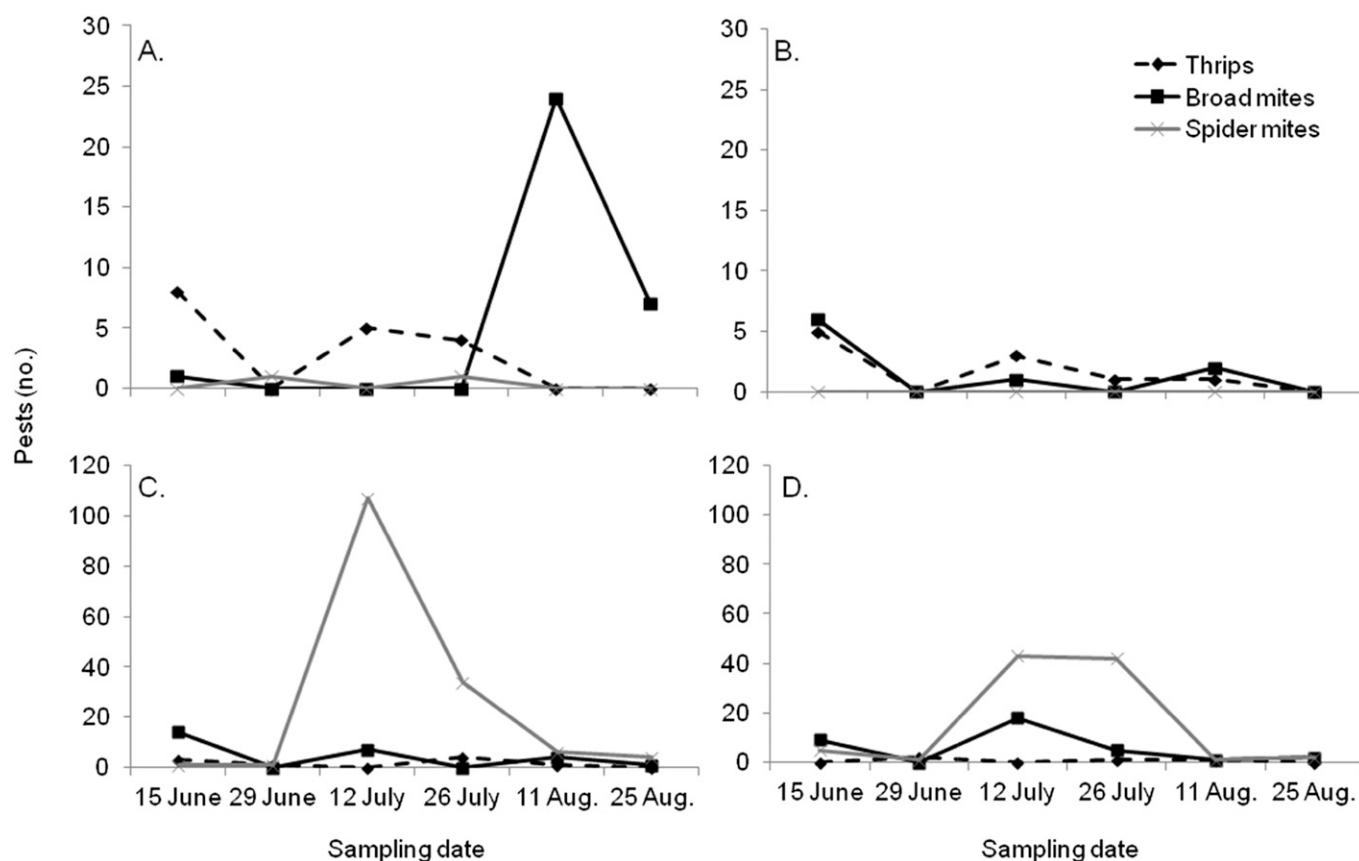 A.
30
25
20
15
10
5
0
B.
30
25
20
15
10
5
0
Thrips
Broad mites
Spider mites
Pests (no.)
C.
120
100
80
60
40
20
0
15 June 29 June 12 July 26 July 11 Aug. 25 Aug.
Sampling date
D.
120
100
80
60
40
20
0
15 June 29 June 12 July 26 July 11 Aug. 25 Aug.
Sampling date